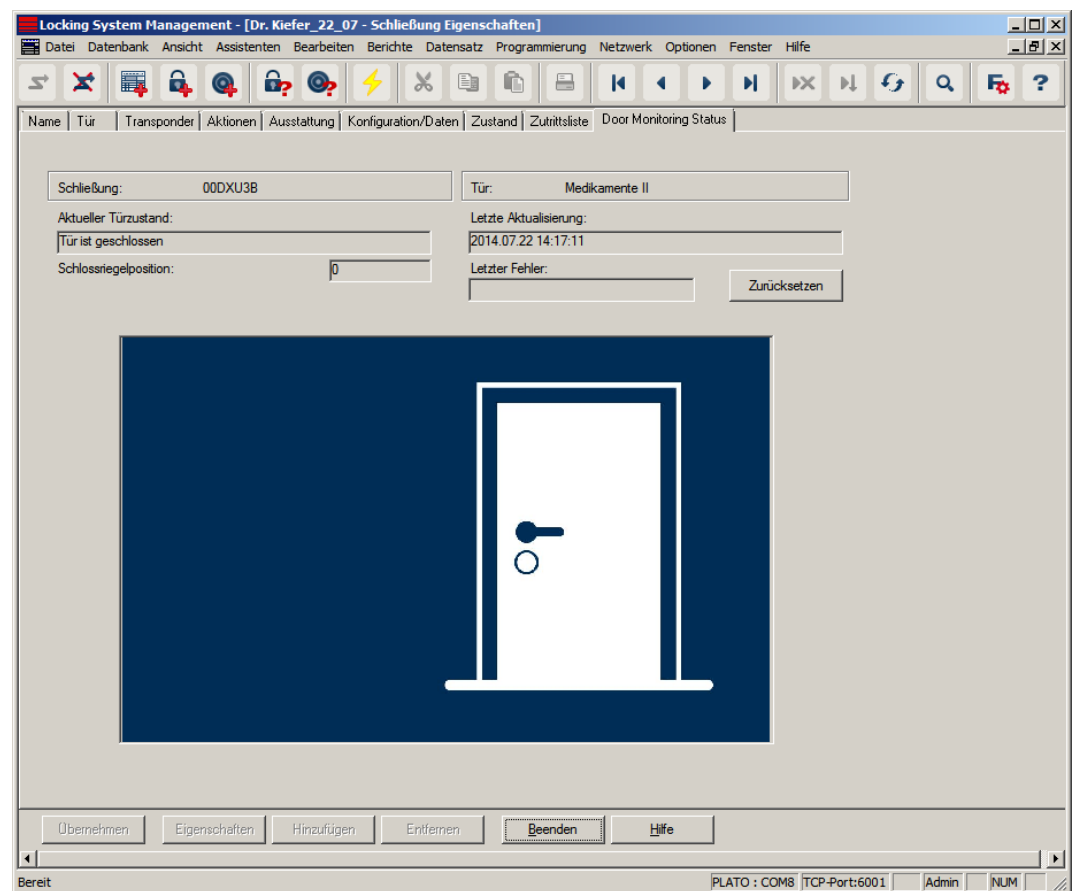 Locking System Management - [Dr. Kiefer_22_07 - Schließung Eigenschaften]
Datei Datenbank Ansicht Assistenten Bearbeiten Berichte Datensatz Programmierung Netzwerk Optionen Fenster Hilfe
Name Tür Transponder Aktionen Ausstattung Konfiguration/Daten Zustand Zutrittsliste Door Monitoring Status
Schließung: 00DXU3B Tür: Medikamente II
Aktueller Türzustand: Letzte Aktualisierung:
Tür ist geschlossen 2014.07.22 14:17:11
Schlossriegelposition: 0 Letzter Fehler:
Zurücksetzen
Übernehmen Eigenschaften Hinzufügen Entfernen Beenden Hilfe
Bereit PLATO : COM8 TCP-Port:6001 Admin NUM